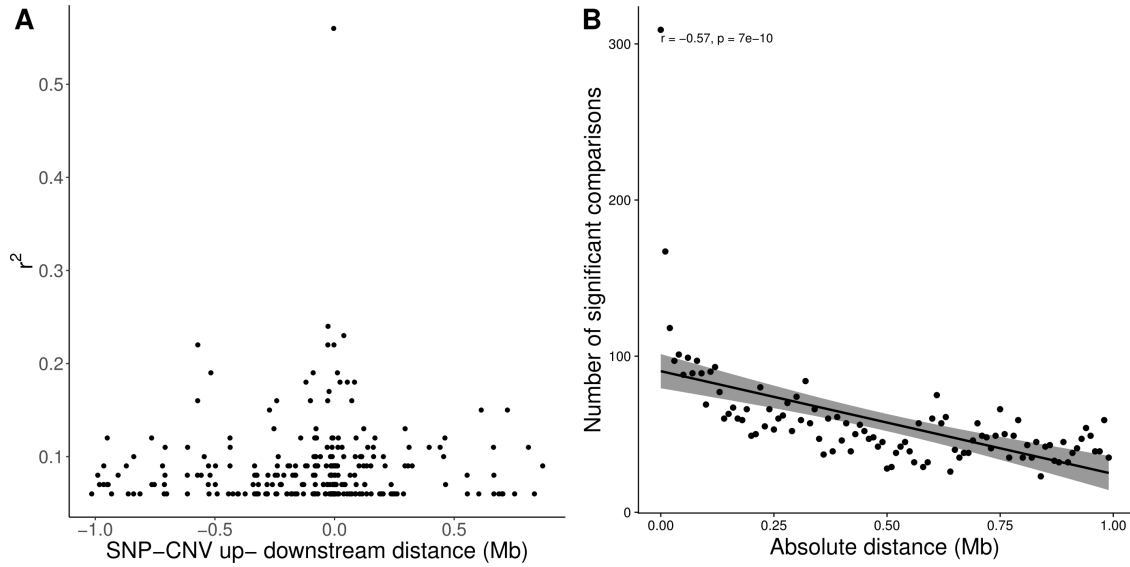 A
r2
0.5
0.4
0.3
0.2
0.1
−1.0 −0.5 0.0 0.5
SNP−CNV up− downstream distance (Mb)
B
r = −0.57, p = 7e−10
Number of significant comparisons
300
200
100
0
0.00 0.25 0.50 0.75 1.00
Absolute distance (Mb)